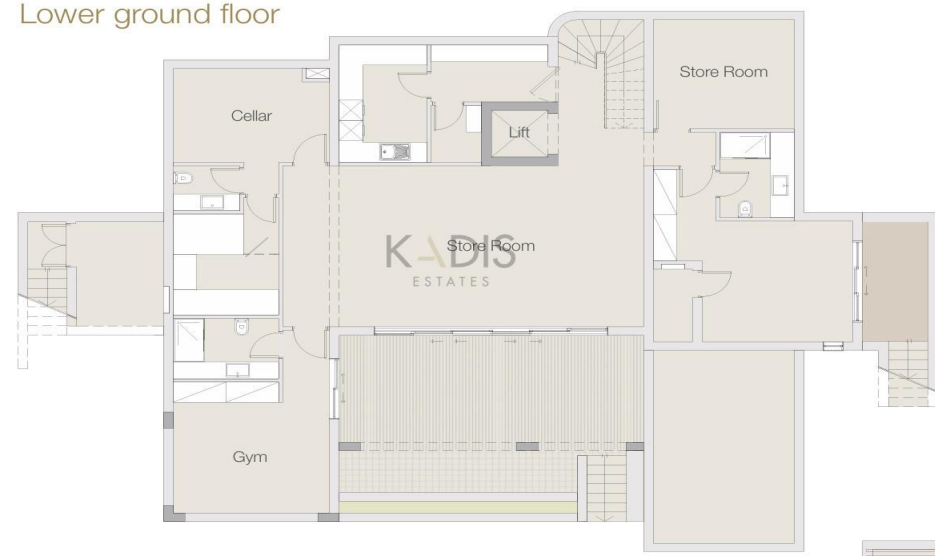 Lower ground floor
Store Room
Cellar
Lift
KADIS
Store Room
ESTATES
Gym